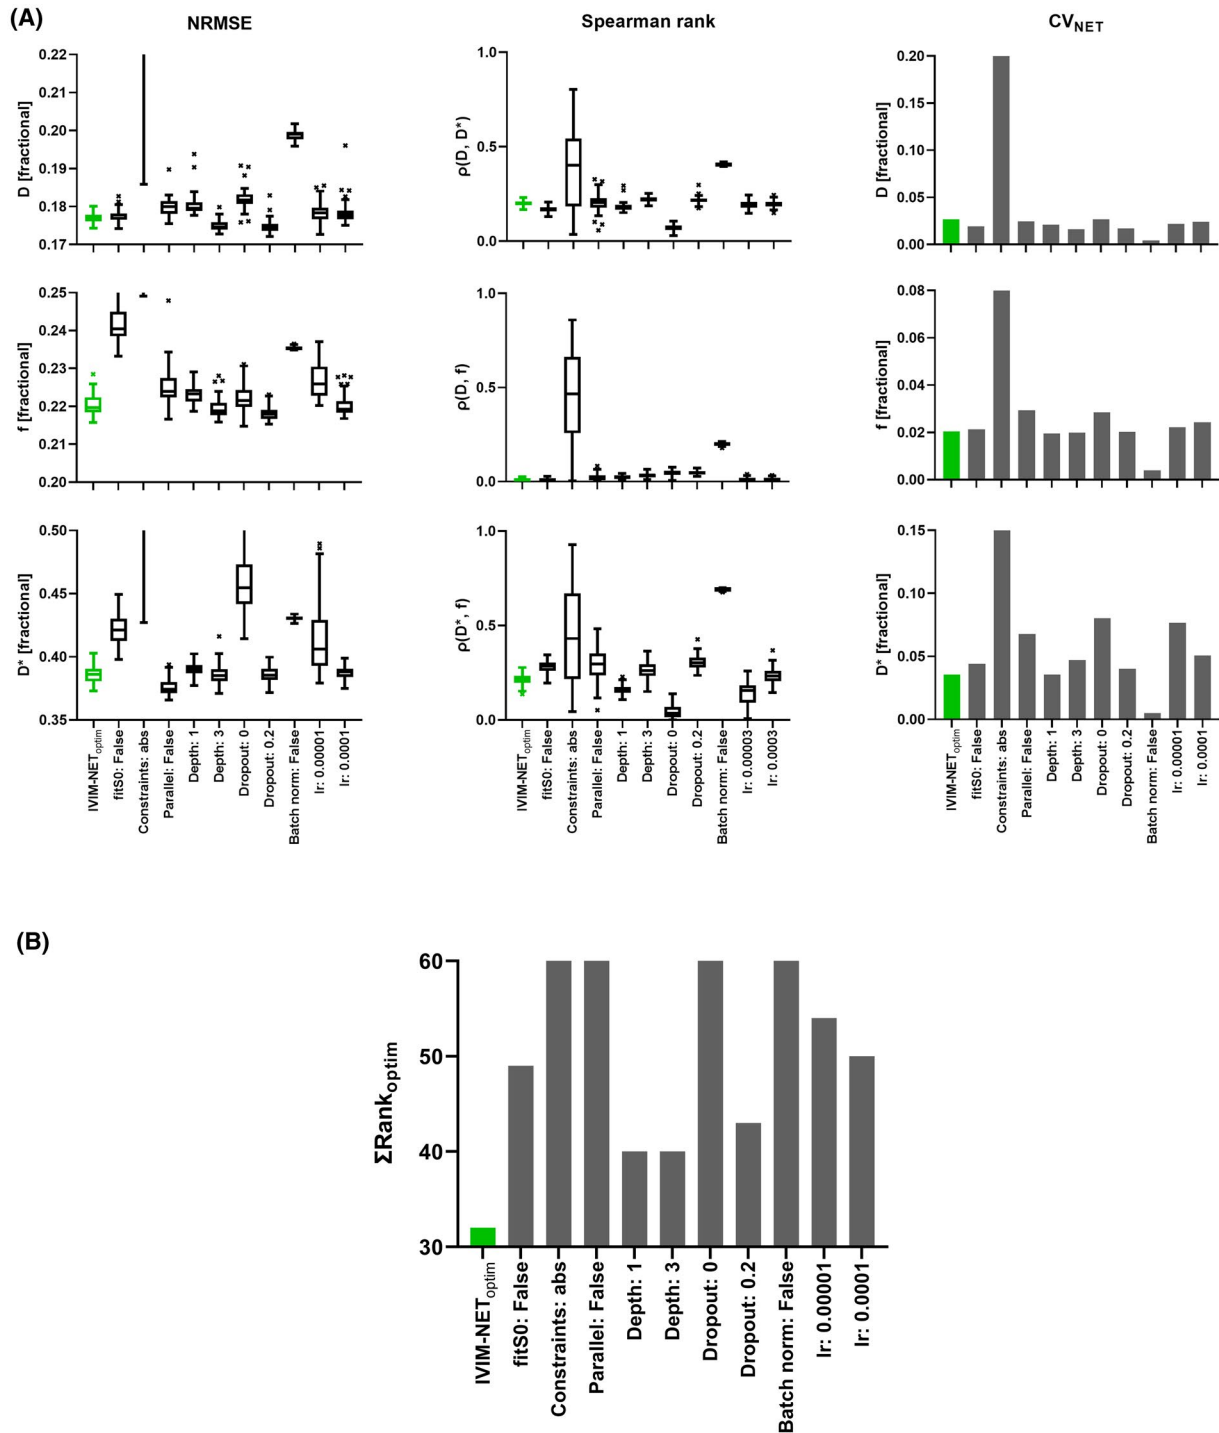 (A)
NRMSE
Spearman rank
CVNET
D [fractional]
0.22
0.21
0.20
0.19
0.18
0.17
ρ(D, D*)
1.0
0.5
0.0
D [fractional]
0.20
0.15
0.10
0.05
0.00
f [fractional]
0.25
0.24
0.23
0.22
0.21
0.20
ρ(D, f)
1.0
0.5
0.0
f [fractional]
0.08
0.06
0.04
0.02
0.00
D* [fractional]
0.50
0.45
0.40
0.35
IVIM-NEToptim
fitS0: False
Constraints: abs
Parallel: False
Depth: 1
Depth: 3
Dropout: 0
Dropout: 0.2
Batch norm: False
lr: 0.00001
lr: 0.0001
ρ(D*, f)
1.0
0.5
0.0
IVIM-NEToptim
fitS0: False
Constraints: abs
Parallel: False
Depth: 1
Depth: 3
Dropout: 0
Dropout: 0.2
Batch norm: False
lr: 0.00003
lr: 0.0003
D* [fractional]
0.15
0.10
0.05
0.00
IVIM-NEToptim
fitS0: False
Constraints: abs
Parallel: False
Depth: 1
Depth: 3
Dropout: 0
Dropout: 0.2
Batch norm: False
lr: 0.00001
lr: 0.0001
(B)
ΣRankoptim
60
50
40
30
IVIM-NEToptim
fitS0: False
Constraints: abs
Parallel: False
Depth: 1
Depth: 3
Dropout: 0
Dropout: 0.2
Batch norm: False
lr: 0.00001
lr: 0.0001